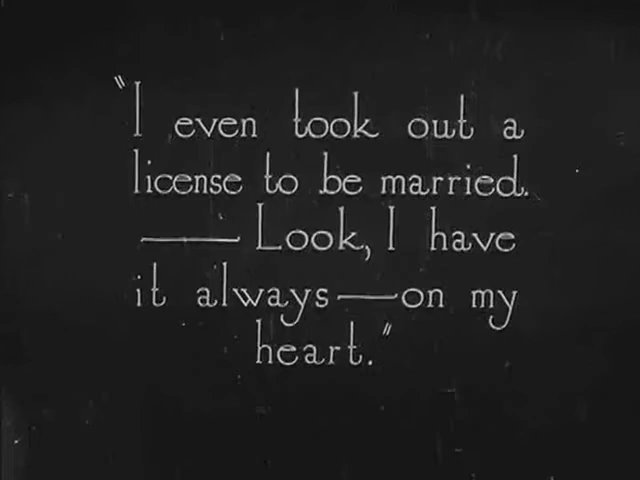 "I even took out a
license to be married.
—— Look, I have
it always——on my
heart."